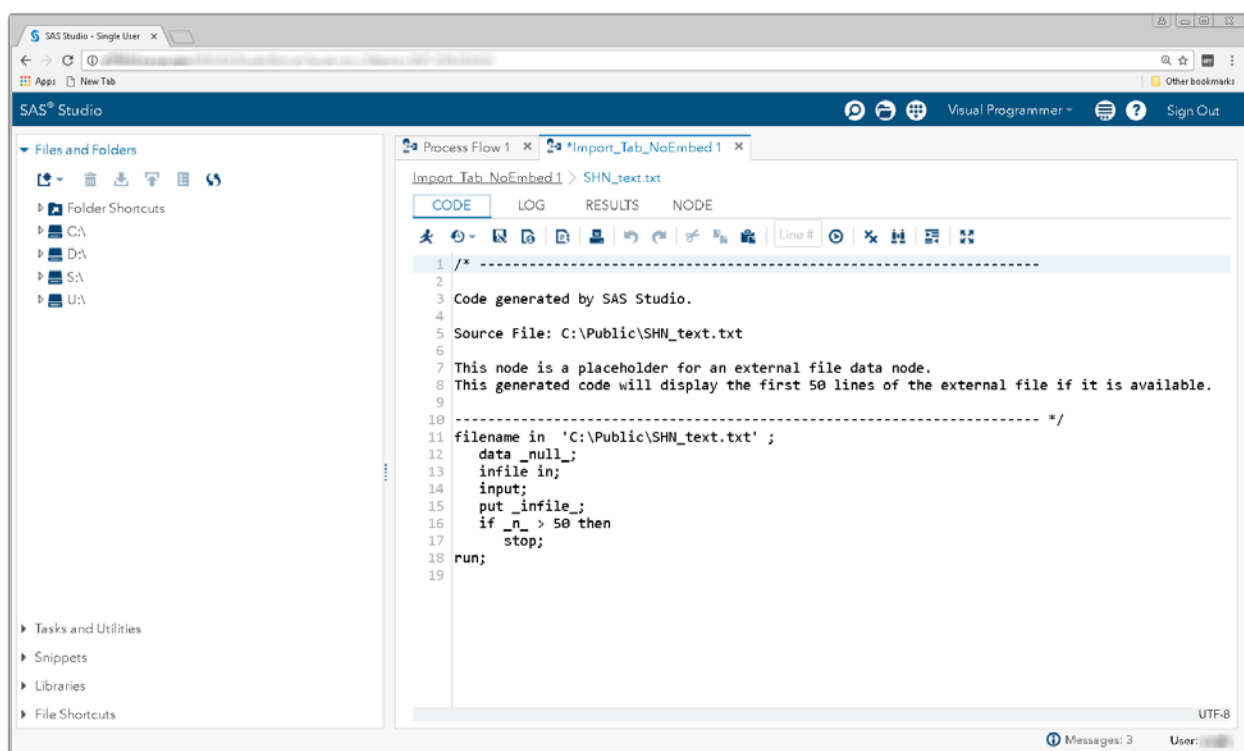 SAS Studio - Single User
Apps New Tab Other bookmarks
SAS® Studio Visual Programmer Sign Out
Files and Folders
Folder Shortcuts
C:\
D:\
S:\
U:\
Tasks and Utilities
Snippets
Libraries
File Shortcuts
Process Flow 1 *Import_Tab_NoEmbed 1
Import_Tab_NoEmbed 1 > SHN_text.txt
CODE LOG RESULTS NODE
Line #
1 /* --------------------------------------------------------------------
2
3 Code generated by SAS Studio.
4
5 Source File: C:\Public\SHN_text.txt
6
7 This node is a placeholder for an external file data node.
8 This generated code will display the first 50 lines of the external file if it is available.
9
10 ----------------------------------------------------------------------- */
11 filename in  'C:\Public\SHN_text.txt' ;
12    data _null_;
13    infile in;
14    input;
15    put _infile_;
16    if _n_ > 50 then
17       stop;
18 run;
19
UTF-8
Messages: 3 User: